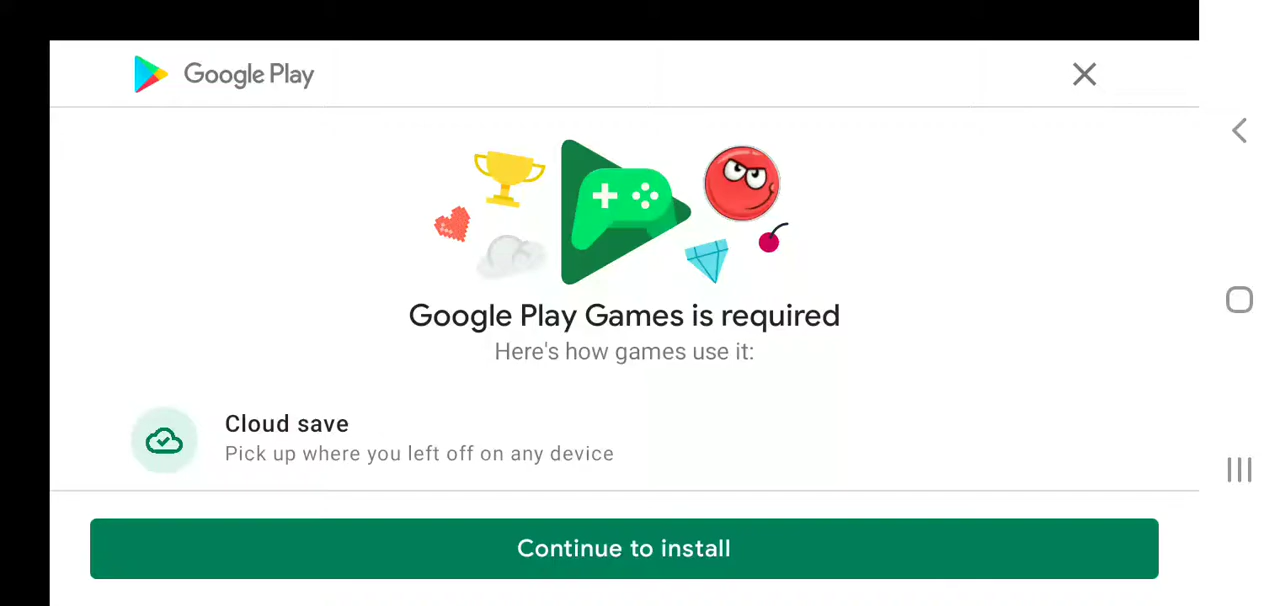 Google Play
Google Play Games is required
Here's how games use it:
Cloud save
Pick up where you left off on any device
Continue to install